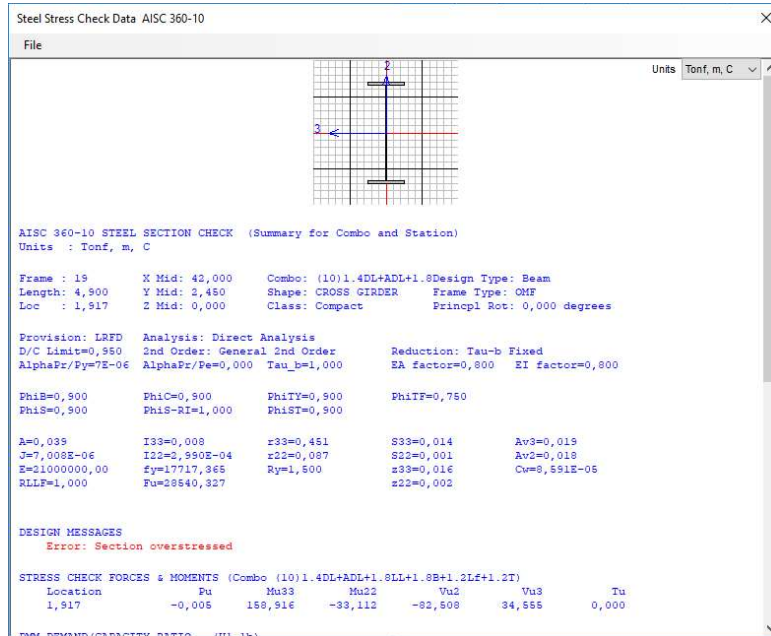 Steel Stress Check Data AISC 360-10
File
Units Tonf, m, C
2
3
AISC 360-10 STEEL SECTION CHECK (Summary for Combo and Station)
Units : Tonf, m, C
Frame : 19 X Mid: 42,000 Combo: (10)1.4DL+ADL+1.8Design Type: Beam
Length: 4,900 Y Mid: 2,450 Shape: CROSS GIRDER Frame Type: OMF
Loc : 1,917 Z Mid: 0,000 Class: Compact Princpl Rot: 0,000 degrees
Provision: LRFD Analysis: Direct Analysis
D/C Limit=0,950 2nd Order: General 2nd Order Reduction: Tau-b Fixed
AlphaPr/Py=7E-06 AlphaPr/Pe=0,000 Tau_b=1,000 EA factor=0,800 EI factor=0,800
PhiB=0,900 PhiC=0,900 PhiTY=0,900 PhiTF=0,750
PhiS=0,900 PhiS-RI=1,000 PhiST=0,900
A=0,039 I33=0,008 r33=0,451 S33=0,014 Av3=0,019
J=7,008E-06 I22=2,990E-04 r22=0,087 S22=0,001 Av2=0,018
E=21000000,00 fy=17717,365 Ry=1,500 z33=0,016 Cw=8,591E-05
RLLF=1,000 Fu=28540,327 z22=0,002
DESIGN MESSAGES
Error: Section overstressed
STRESS CHECK FORCES & MOMENTS (Combo (10)1.4DL+ADL+1.8LL+1.8B+1.2Lf+1.2T)
Location Pu Mu33 Mu22 Vu2 Vu3 Tu
1,917 -0,005 158,916 -33,112 -82,508 34,555 0,000